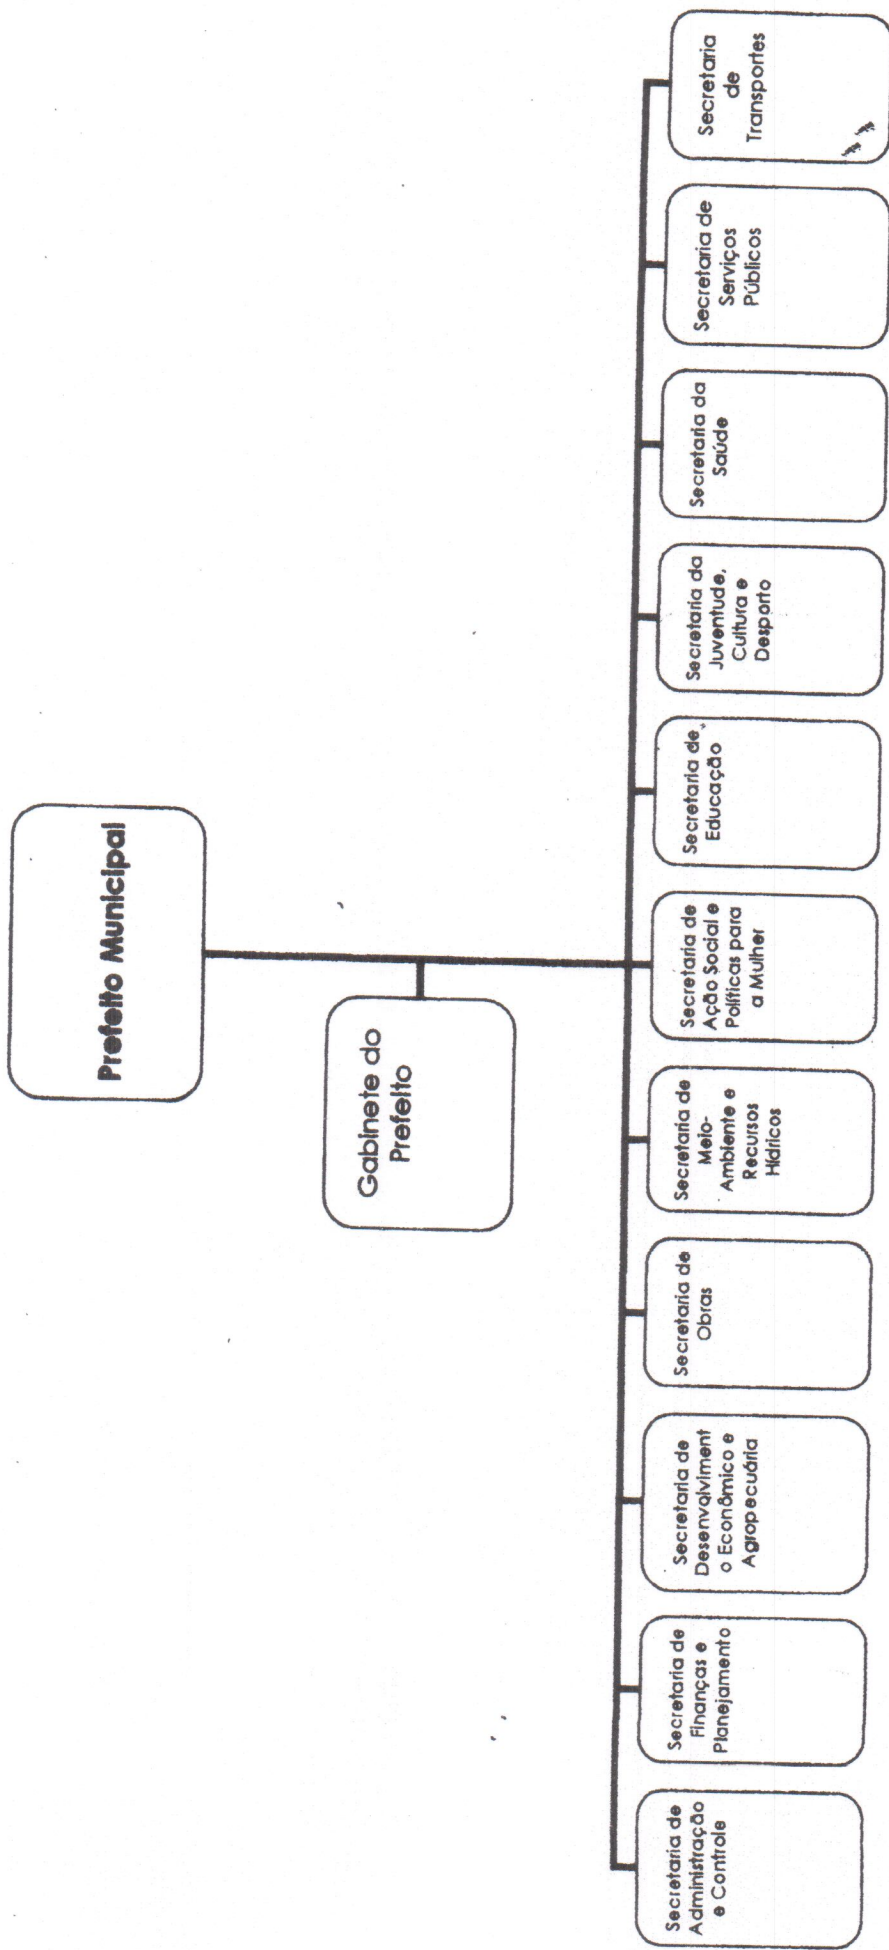 Prefeito Municipal
Gabinete do
Prefeito
Secretaria de
Administração
e Controle
Secretaria de
Finanças e
Planejamento
Secretaria de
Desenvolviment
o Econômico e
Agropecuária
Secretaria de
Obras
Secretaria de
Meio-
Ambiente e
Recursos
Hídricos
Secretaria de
Ação Social e
Políticas para
a Mulher
Secretaria de
Educação
Secretaria da
Juventude,
Cultura e
Desporto
Secretaria da
Saúde
Secretaria de
Serviços
Públicos
Secretaria
de
Transportes